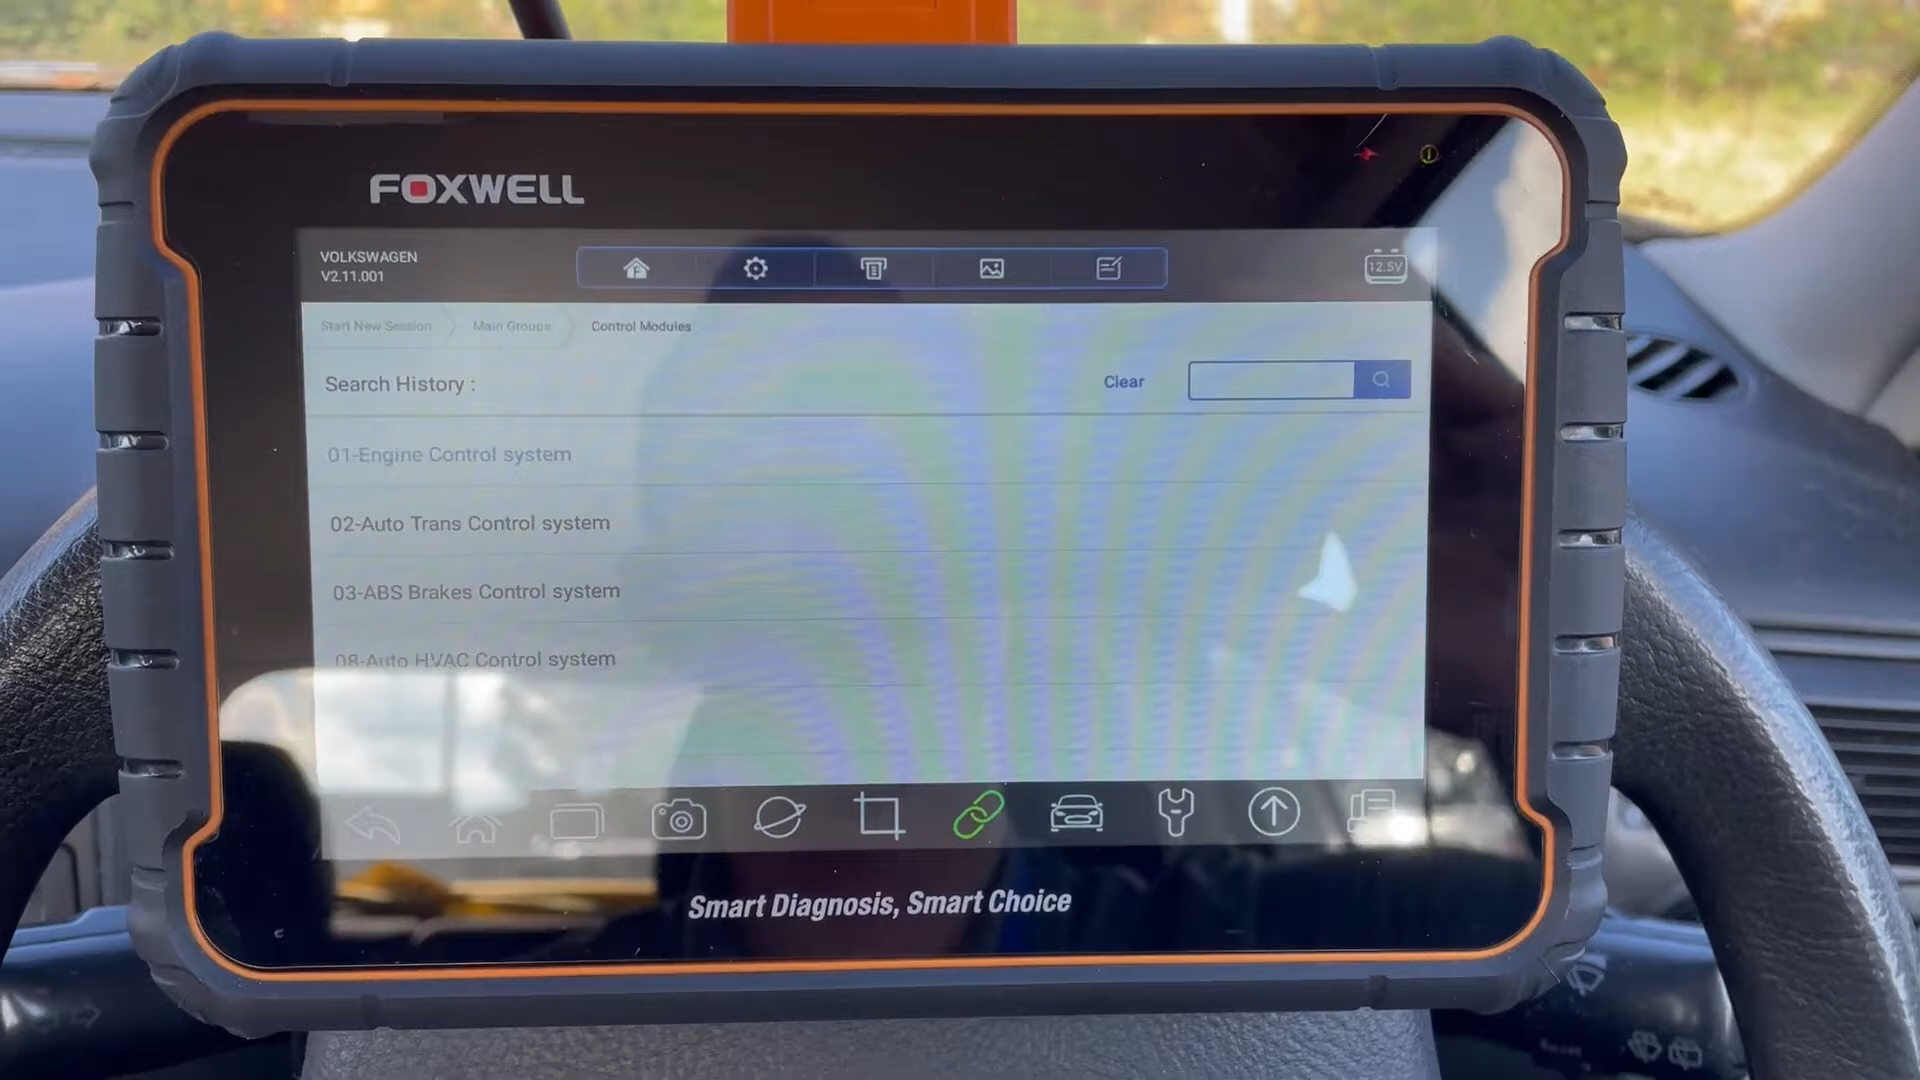 FOXWELL
VOLKSWAGEN
V2.11.001
12.5V
Start New Session
Main Groups
Control Modules
Search History :
Clear
01-Engine Control system
02-Auto Trans Control system
03-ABS Brakes Control system
08-Auto HVAC Control system
Smart Diagnosis, Smart Choice